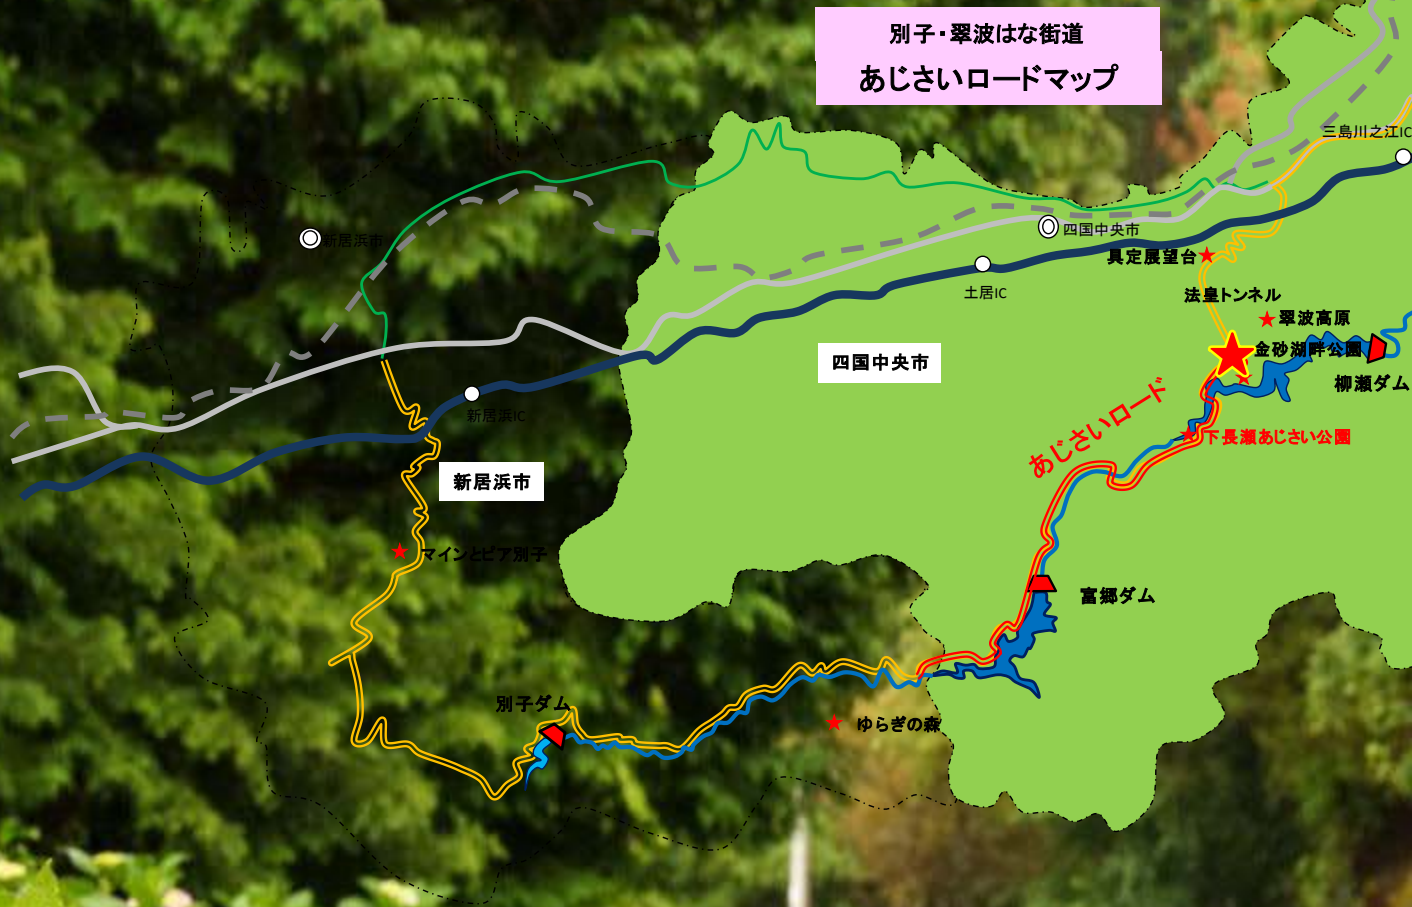 別子・翠波はな街道
あじさいロードマップ
三島川之江IC
新居浜市
四国中央市
具定展望台
土居IC
法皇トンネル
翠波高原
金砂湖畔公園
四国中央市
柳瀬ダム
新居浜IC
あじさいロード
下長瀬あじさい公園
新居浜市
マイントピア別子
富郷ダム
別子ダム
ゆらぎの森